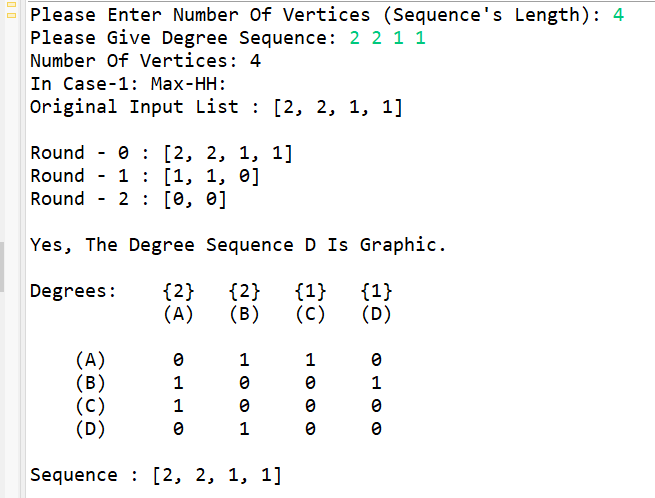 Please Enter Number Of Vertices (Sequence's Length): 4
Please Give Degree Sequence: 2 2 1 1
Number Of Vertices: 4
In Case-1: Max-HH:
Original Input List : [2, 2, 1, 1]
Round - 0 : [2, 2, 1, 1]
Round - 1 : [1, 1, 0]
Round - 2 : [0, 0]
Yes, The Degree Sequence D Is Graphic.
Degrees: {2} {2} {1} {1}
(A) (B) (C) (D)
(A) 0 1 1 0
(B) 1 0 0 1
(C) 1 0 0 0
(D) 0 1 0 0
Sequence : [2, 2, 1, 1]